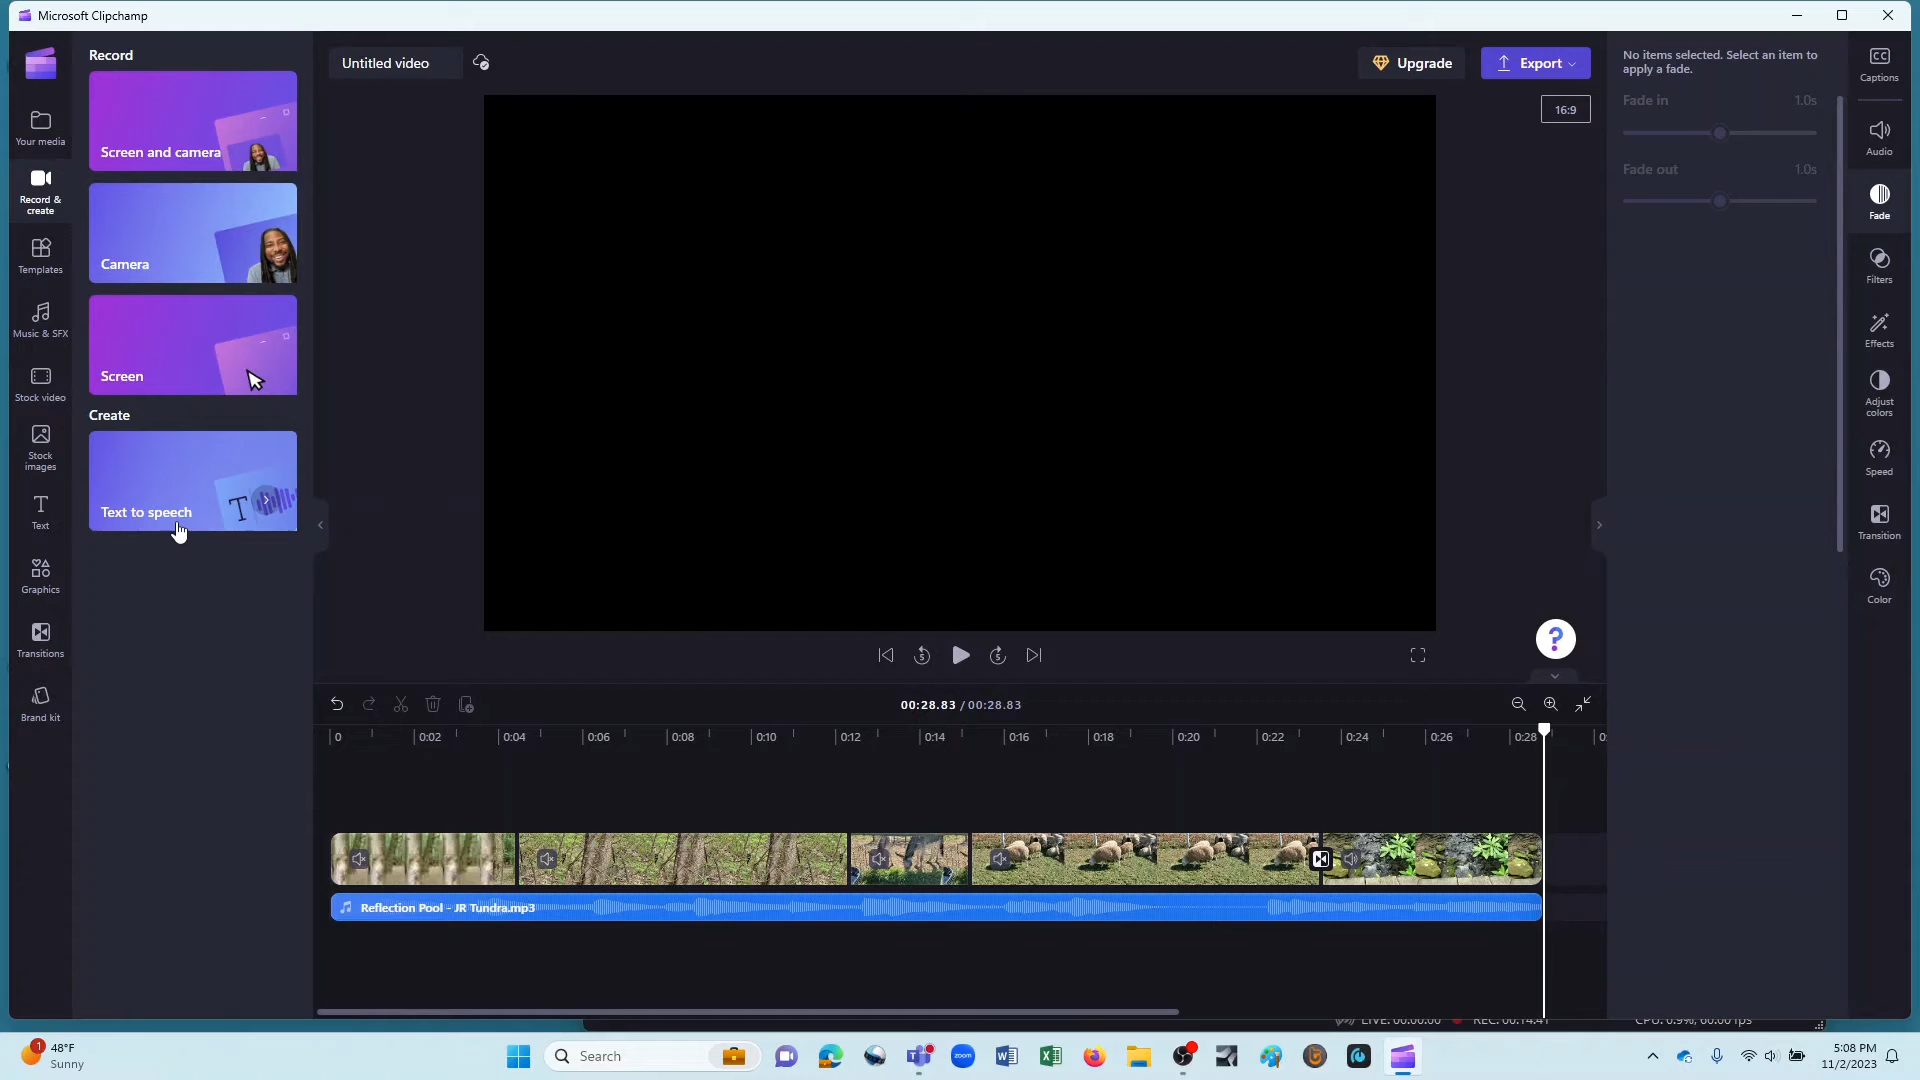 Microsoft Clipchamp
Record
Screen and camera
Camera
Screen
Create
Text to speech
Your media
Record &
create
Templates
Music & SFX
Stock video
Stock
images
Text
Graphics
Transitions
Brand kit
Untitled video
Upgrade
Export
16:9
No items selected. Select an item to
apply a fade.
Fade in 1.0s
Fade out 1.0s
CC
Captions
Audio
Fade
Filters
Effects
Adjust
colors
Speed
Transition
Color
5
5
?
00:28.83 / 00:28.83
0 0:02 0:04 0:06 0:08 0:10 0:12 0:14 0:16 0:18 0:20 0:22 0:24 0:26 0:28
Reflection Pool - JR Tundra.mp3
LIVE: 00:00:00 REC: 00:14:41 CPU: 0.9%, 60.00 fps
1
48°F
Sunny
Search
zoom
5:08 PM
11/2/2023